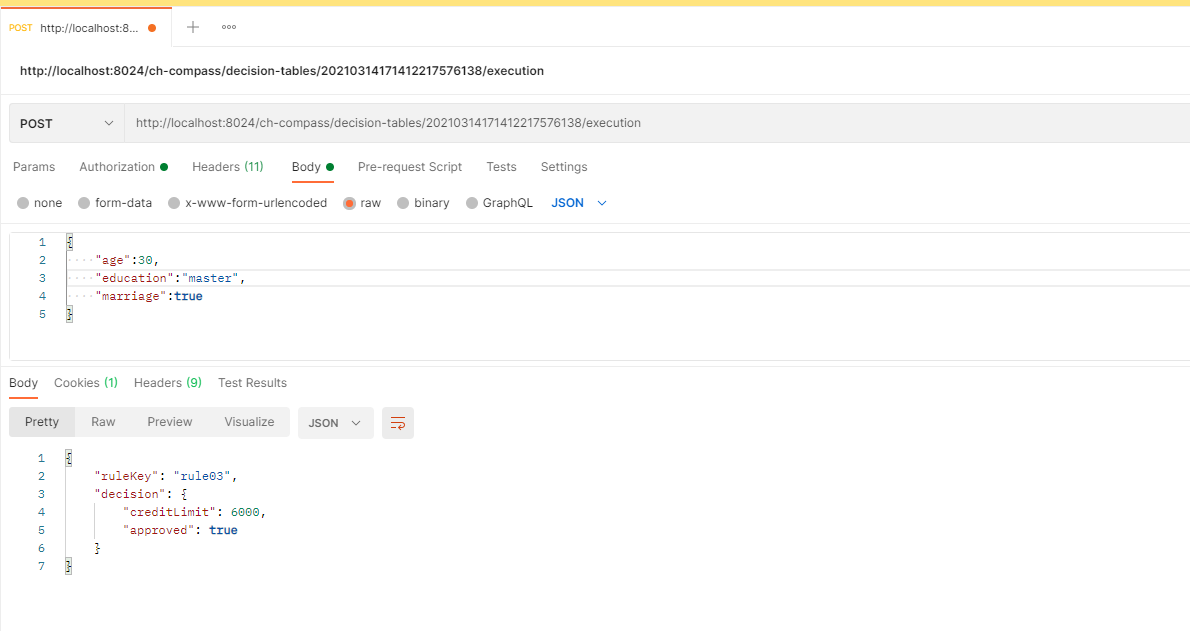 POST http://localhost:8... + ooo
http://localhost:8024/ch-compass/decision-tables/20210314171412217576138/execution
POST http://localhost:8024/ch-compass/decision-tables/20210314171412217576138/execution
Params Authorization Headers (11) Body Pre-request Script Tests Settings
none form-data x-www-form-urlencoded raw binary GraphQL JSON
1 {
2 ····"age":30,
3 ····"education":"master",
4 ····"marriage":true
5 }
Body Cookies (1) Headers (9) Test Results
Pretty Raw Preview Visualize JSON
1 {
2 "ruleKey": "rule03",
3 "decision": {
4 "creditLimit": 6000,
5 "approved": true
6 }
7 }